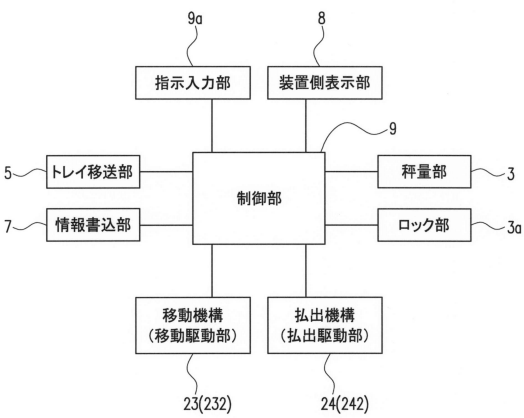 9a
8
指示入力部
装置側表示部
9
5
トレイ移送部
秤量部
3
制御部
7
情報書込部
ロック部
3a
移動機構
(移動駆動部)
払出機構
(払出駆動部)
23(232)
24(242)